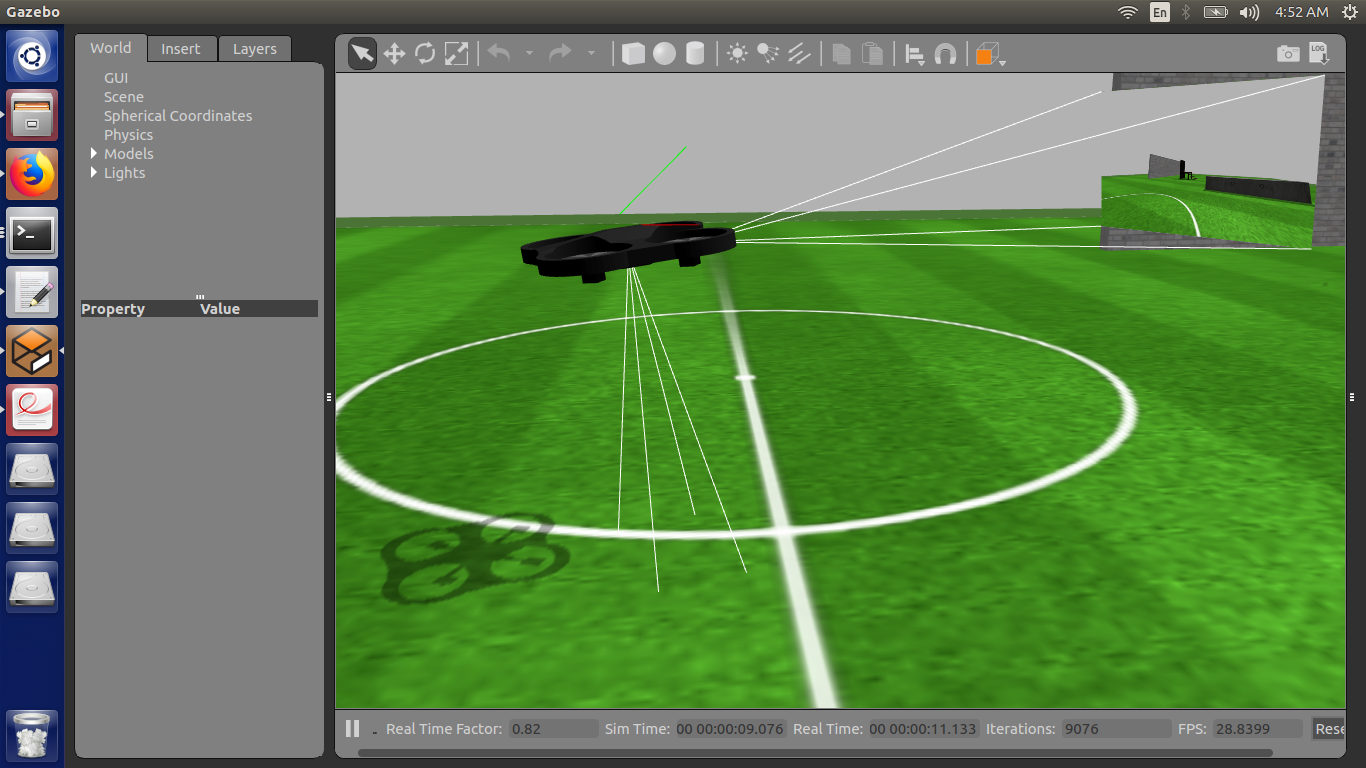 Gazebo
En
4:52 AM
World Insert Layers
LOG
GUI
Scene
Spherical Coordinates
Physics
Models
Lights
Property Value
>_
Real Time Factor: 0.82 Sim Time: 00 00:00:09.076 Real Time: 00 00:00:11.133 Iterations: 9076 FPS: 28.8399 Rese